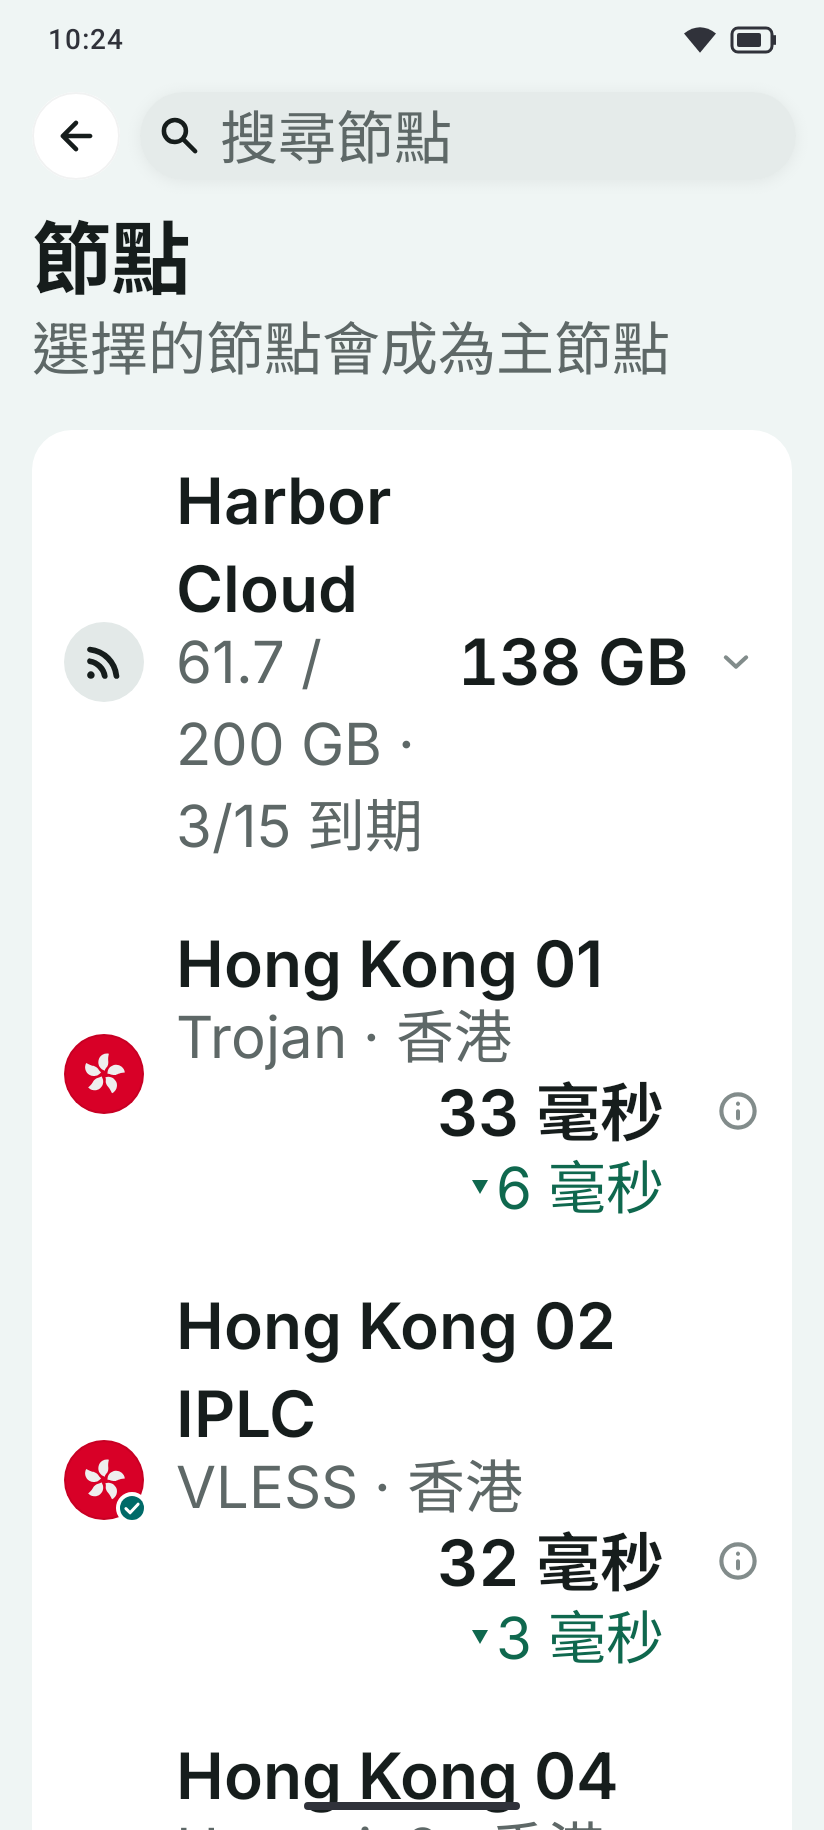 10:24
搜尋節點
節點
選擇的節點會成為主節點
Harbor
Cloud
61.7 /
200 GB ·
3/15 到期
138 GB
Hong Kong 01
Trojan · 香港
33 毫秒
▼6 毫秒
Hong Kong 02
IPLC
VLESS · 香港
32 毫秒
▼3 毫秒
Hong Kong 04